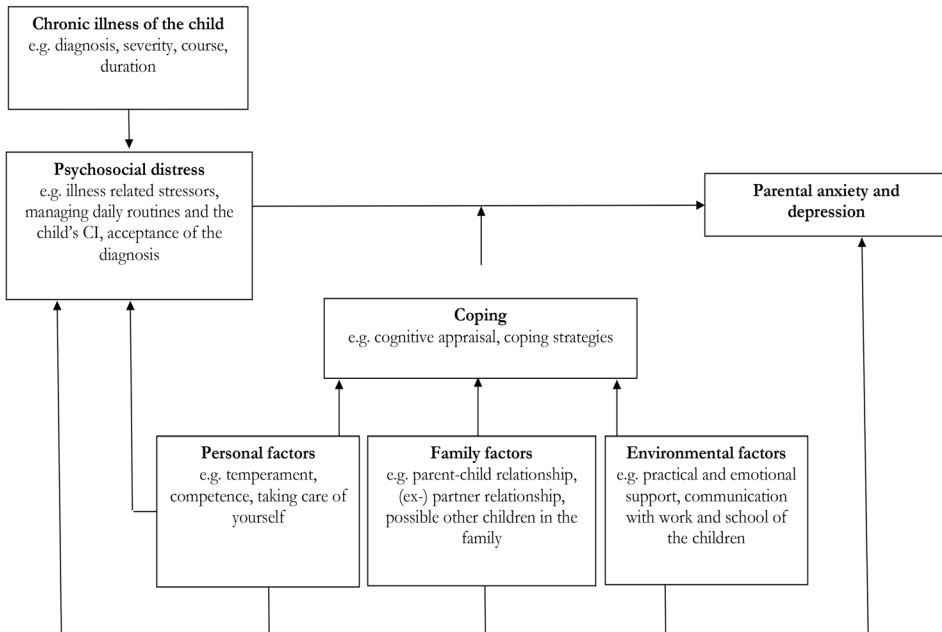 Chronic illness of the child
e.g. diagnosis, severity, course,
duration
Psychosocial distress
e.g. illness related stressors,
managing daily routines and the
child's CI, acceptance of the
diagnosis
Parental anxiety and
depression
Coping
e.g. cognitive appraisal, coping strategies
Personal factors
e.g. temperament,
competence, taking care of
yourself
Family factors
e.g. parent-child relationship,
(ex-) partner relationship,
possible other children in the
family
Environmental factors
e.g. practical and emotional
support, communication
with work and school of
the children